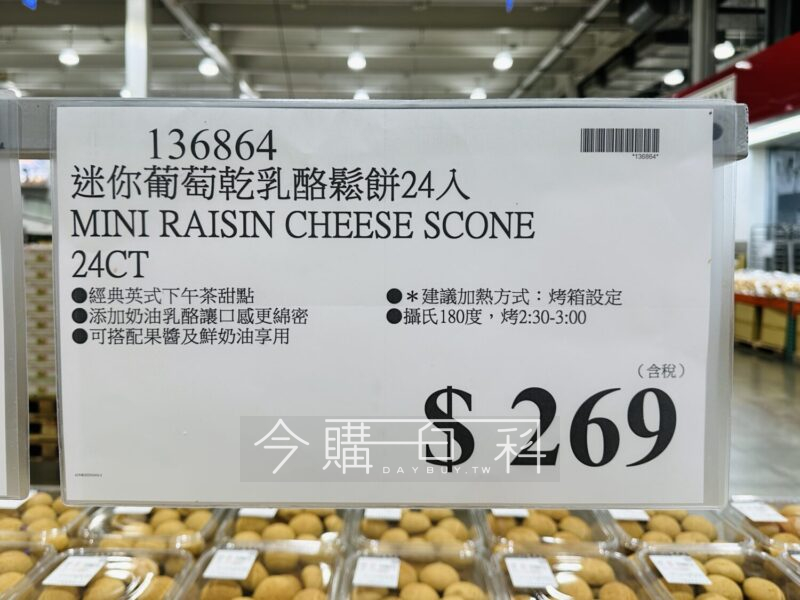 136864
*136864*
迷你葡萄乾乳酪鬆餅24入
MINI RAISIN CHEESE SCONE
24CT
●經典英式下午茶甜點
●添加奶油乳酪讓口感更綿密
●可搭配果醬及鮮奶油享用
●＊建議加熱方式：烤箱設定
●攝氏180度，烤2:30-3:00
（含稅）
$ 269
今購百科
DAYBUY.TW